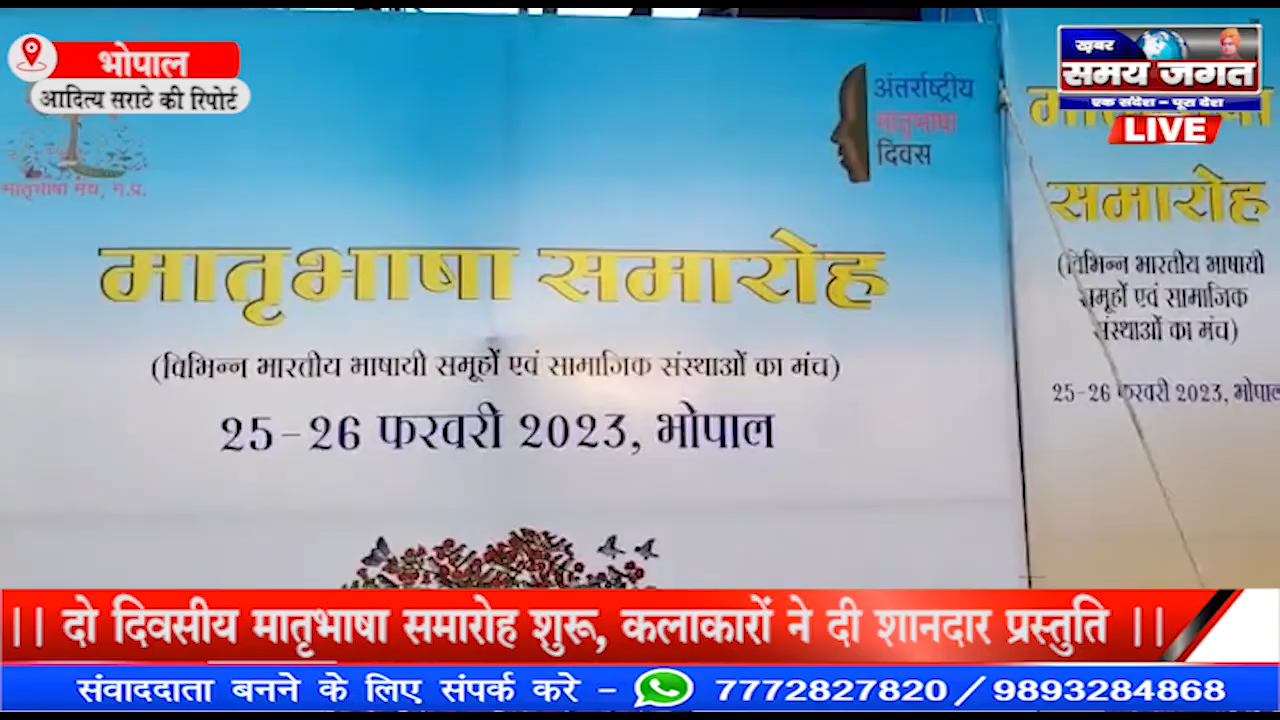 भोपाल
आदित्य सराठे की रिपोर्ट
मातृभाषा मंच, म.प्र.
अंतर्राष्ट्रीय
मातृभाषा
दिवस
मातृभाषा समारोह
(विभिन्न भारतीय भाषायी समूहों एवं सामाजिक संस्थाओं का मंच)
25-26 फरवरी 2023, भोपाल
ख़बर
समय जगत
एक संदेश - पूरा देश
LIVE
समारोह
(विभिन्न भारतीय भाषायी
समूहों एवं सामाजिक
संस्थाओं का मंच)
25-26 फरवरी 2023, भोपाल
|| दो दिवसीय मातृभाषा समारोह शुरू, कलाकारों ने दी शानदार प्रस्तुति ||
संवाददाता बनने के लिए संपर्क करे - 7772827820 / 9893284868